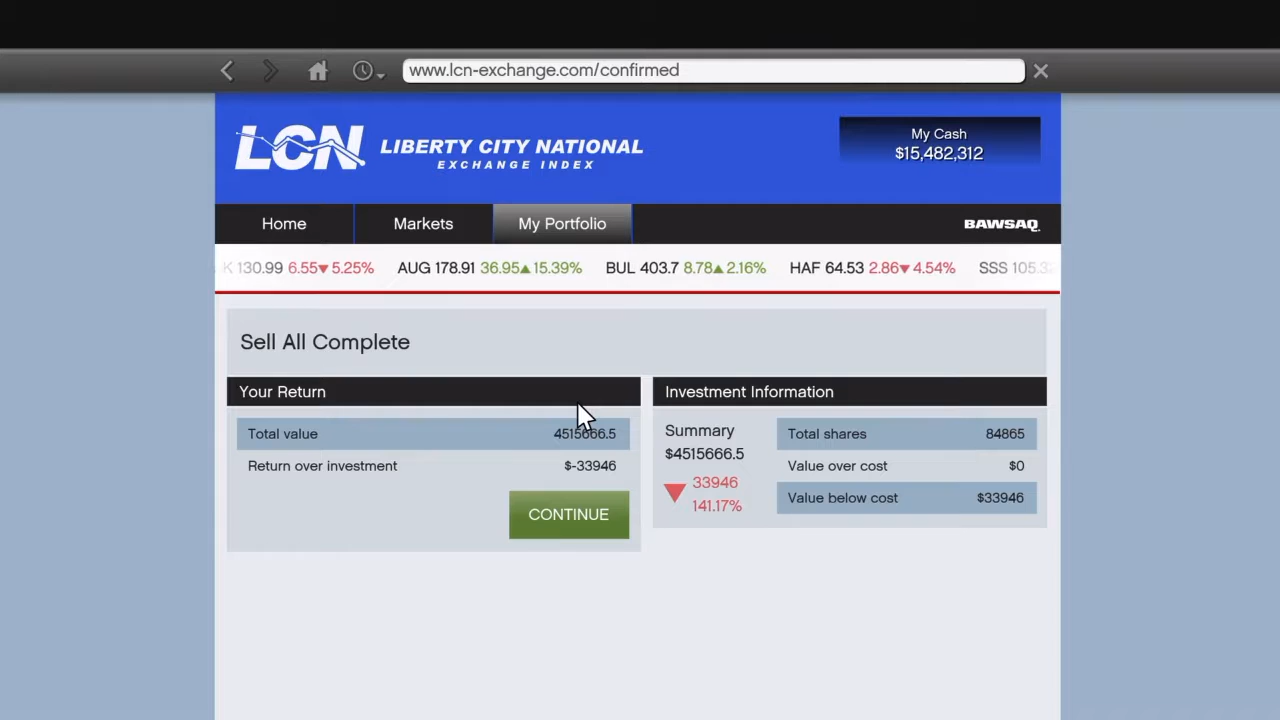 www.lcn-exchange.com/confirmed
LCN LIBERTY CITY NATIONAL
EXCHANGE INDEX
My Cash
$15,482,312
Home Markets My Portfolio BAWSAQ
K 130.99 6.55▼5.25% AUG 178.91 36.95▲15.39% BUL 403.7 8.78▲2.16% HAF 64.53 2.86▼4.54% SSS 105.3
Sell All Complete
Your Return
Total value 4515666.5
Return over investment $-33946
CONTINUE
Investment Information
Summary
$4515666.5
33946
141.17%
Total shares 84865
Value over cost $0
Value below cost $33946